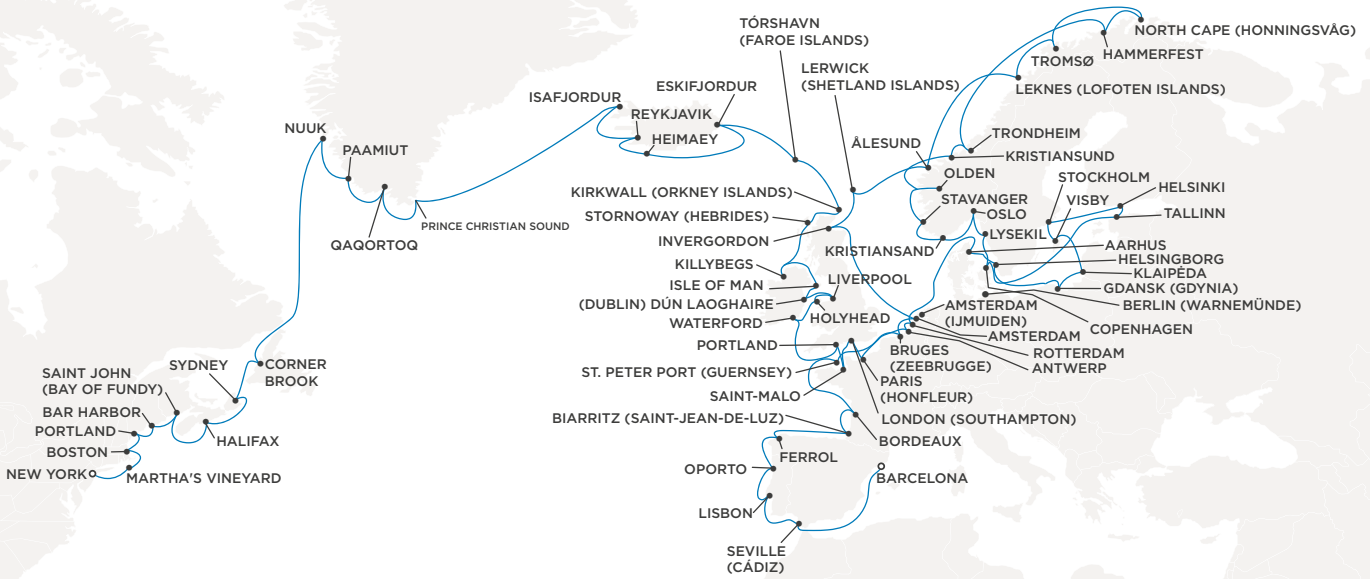 TÓRSHAVN
(FAROE ISLANDS)
NORTH CAPE (HONNINGSVÅG)
HAMMERFEST
TROMSØ
LERWICK
(SHETLAND ISLANDS)
LEKNES (LOFOTEN ISLANDS)
ESKIFJORDUR
ISAFJORDUR
REYKJAVIK
HEIMAEY
NUUK
PAAMIUT
TRONDHEIM
ÅLESUND
KRISTIANSUND
OLDEN
STOCKHOLM
HELSINKI
KIRKWALL (ORKNEY ISLANDS)
STAVANGER
VISBY
TALLINN
STORNOWAY (HEBRIDES)
OSLO
PRINCE CHRISTIAN SOUND
QAQORTOQ
INVERGORDON
LYSEKIL
KRISTIANSAND
AARHUS
HELSINGBORG
KILLYBEGS
KLAIPĖDA
ISLE OF MAN
LIVERPOOL
GDANSK (GDYNIA)
(DUBLIN) DÚN LAOGHAIRE
HOLYHEAD
AMSTERDAM
(IJMUIDEN)
BERLIN (WARNEMÜNDE)
WATERFORD
COPENHAGEN
AMSTERDAM
PORTLAND
BRUGES
(ZEEBRUGGE)
ROTTERDAM
ANTWERP
ST. PETER PORT (GUERNSEY)
PARIS
(HONFLEUR)
SAINT-MALO
SYDNEY
CORNER
BROOK
SAINT JOHN
(BAY OF FUNDY)
BAR HARBOR
PORTLAND
HALIFAX
BOSTON
NEW YORK
MARTHA'S VINEYARD
BIARRITZ (SAINT-JEAN-DE-LUZ)
LONDON (SOUTHAMPTON)
BORDEAUX
FERROL
OPORTO
BARCELONA
LISBON
SEVILLE
(CÁDIZ)